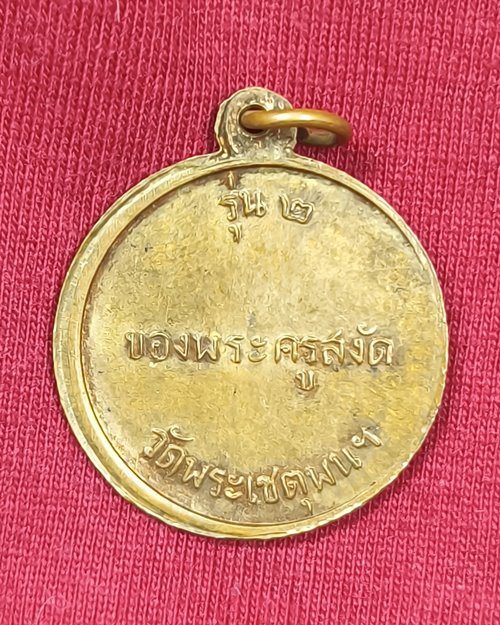 รุ่น ๒
ของพระครูสงัด
วัดพระเชตุพนฯ